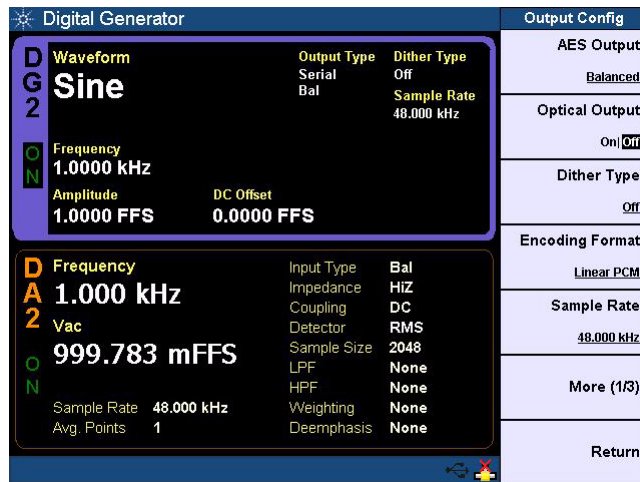 Digital Generator
Output Config
DG2
ON
Waveform
Sine
Output Type
Serial
Bal
Dither Type
Off
Sample Rate
48.000 kHz
Frequency
1.0000 kHz
Amplitude
1.0000 FFS
DC Offset
0.0000 FFS
DA2
ON
Frequency
1.000 kHz
Vac
999.783 mFFS
Sample Rate 48.000 kHz
Avg. Points 1
Input Type Bal
Impedance HiZ
Coupling DC
Detector RMS
Sample Size 2048
LPF None
HPF None
Weighting None
Deemphasis None
AES Output
Balanced
Optical Output
On| Off
Dither Type
Off
Encoding Format
Linear PCM
Sample Rate
48.000 kHz
More (1/3)
Return